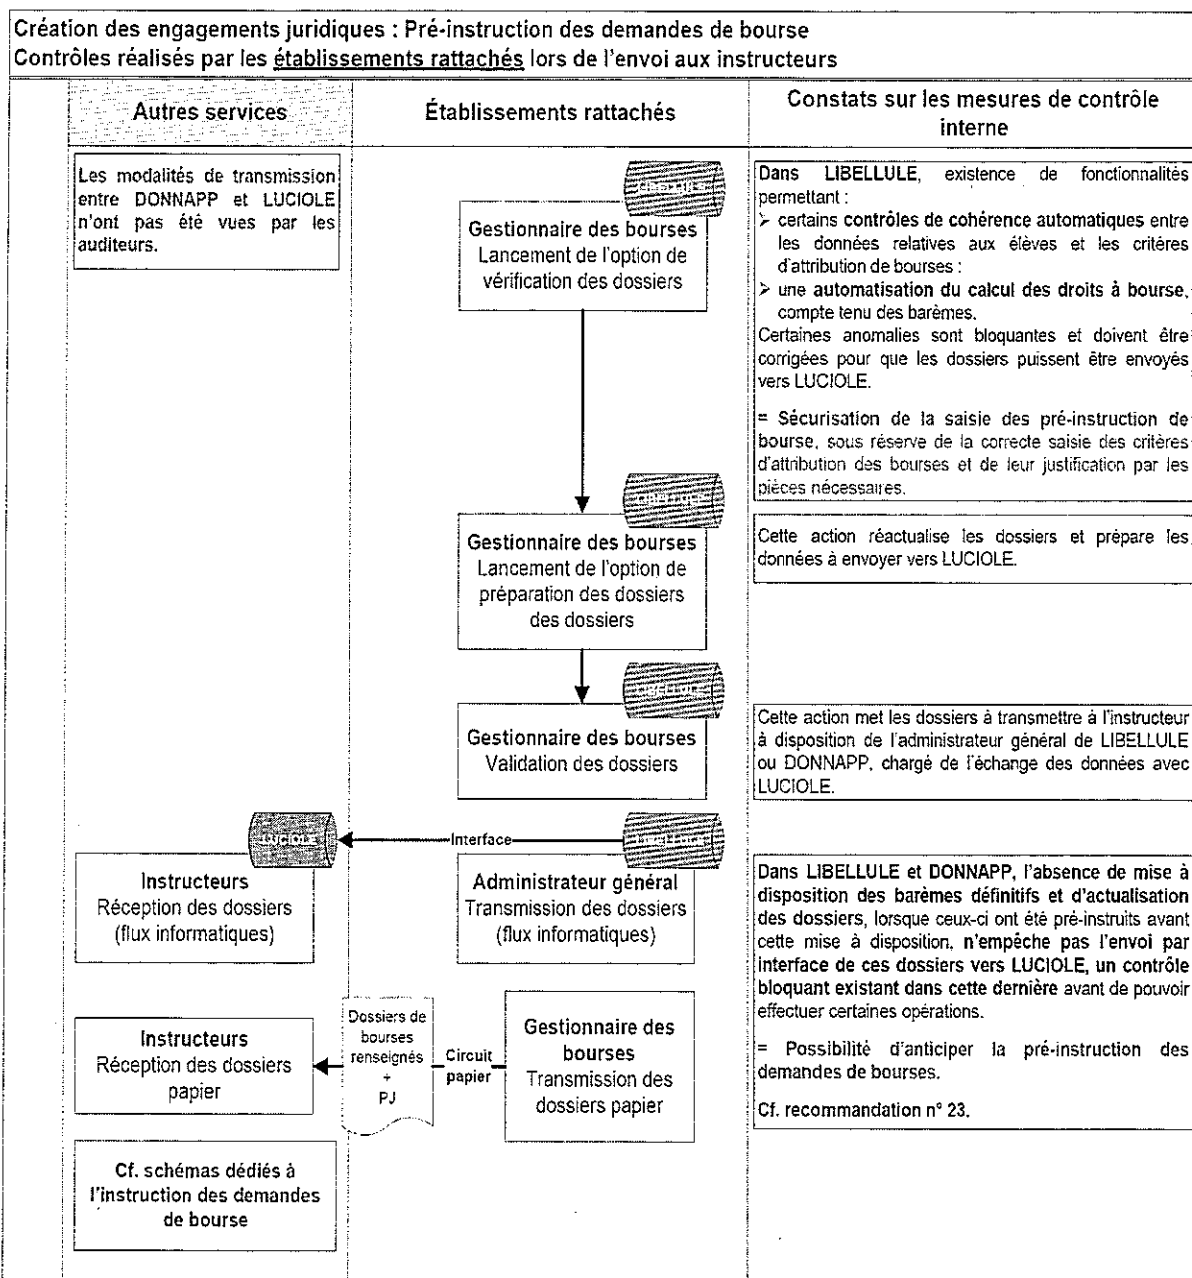 Création des engagements juridiques : Pré-instruction des demandes de bourse
Contrôles réalisés par les établissements rattachés lors de l'envoi aux instructeurs
Autres services
Établissements rattachés
Constats sur les mesures de contrôle
interne
Les modalités de transmission
entre DONNAPP et LUCIOLE
n'ont pas été vues par les
auditeurs.
LIBELLULE
Gestionnaire des bourses
Lancement de l'option de
vérification des dossiers
Dans LIBELLULE, existence de fonctionnalités
permettant :
➢ certains contrôles de cohérence automatiques entre
les données relatives aux élèves et les critères
d'attribution de bourses :
➢ une automatisation du calcul des droits à bourse,
compte tenu des barèmes.
Certaines anomalies sont bloquantes et doivent être
corrigées pour que les dossiers puissent être envoyés
vers LUCIOLE.
= Sécurisation de la saisie des pré-instruction de
bourse, sous réserve de la correcte saisie des critères
d'attribution des bourses et de leur justification par les
pièces nécessaires.
LIBELLULE
Gestionnaire des bourses
Lancement de l'option de
préparation des dossiers
des dossiers
Cette action réactualise les dossiers et prépare les
données à envoyer vers LUCIOLE.
LIBELLULE
Gestionnaire des bourses
Validation des dossiers
Cette action met les dossiers à transmettre à l'instructeur
à disposition de l'administrateur général de LIBELLULE
ou DONNAPP, chargé de l'échange des données avec
LUCIOLE.
LUCIOLE
Interface
LIBELLULE
Instructeurs
Réception des dossiers
(flux informatiques)
Administrateur général
Transmission des dossiers
(flux informatiques)
Dans LIBELLULE et DONNAPP, l'absence de mise à
disposition des barèmes définitifs et d'actualisation
des dossiers, lorsque ceux-ci ont été pré-instruits avant
cette mise à disposition, n'empêche pas l'envoi par
interface de ces dossiers vers LUCIOLE, un contrôle
bloquant existant dans cette dernière avant de pouvoir
effectuer certaines opérations.
= Possibilité d'anticiper la pré-instruction des
demandes de bourses.
Cf. recommandation n° 23.
Instructeurs
Réception des dossiers
papier
Dossiers de
bourses
renseignés
+
PJ
Circuit
papier
Gestionnaire des
bourses
Transmission des
dossiers papier
Cf. schémas dédiés à
l'instruction des demandes
de bourse